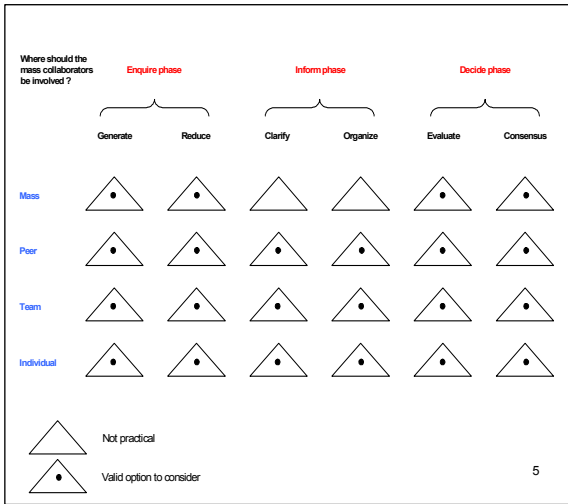 Where should the
mass collaborators
be involved ?
Enquire phase
Inform phase
Decide phase
Generate
Reduce
Clarify
Organize
Evaluate
Consensus
Mass
Peer
Team
Individual
Not practical
Valid option to consider
5